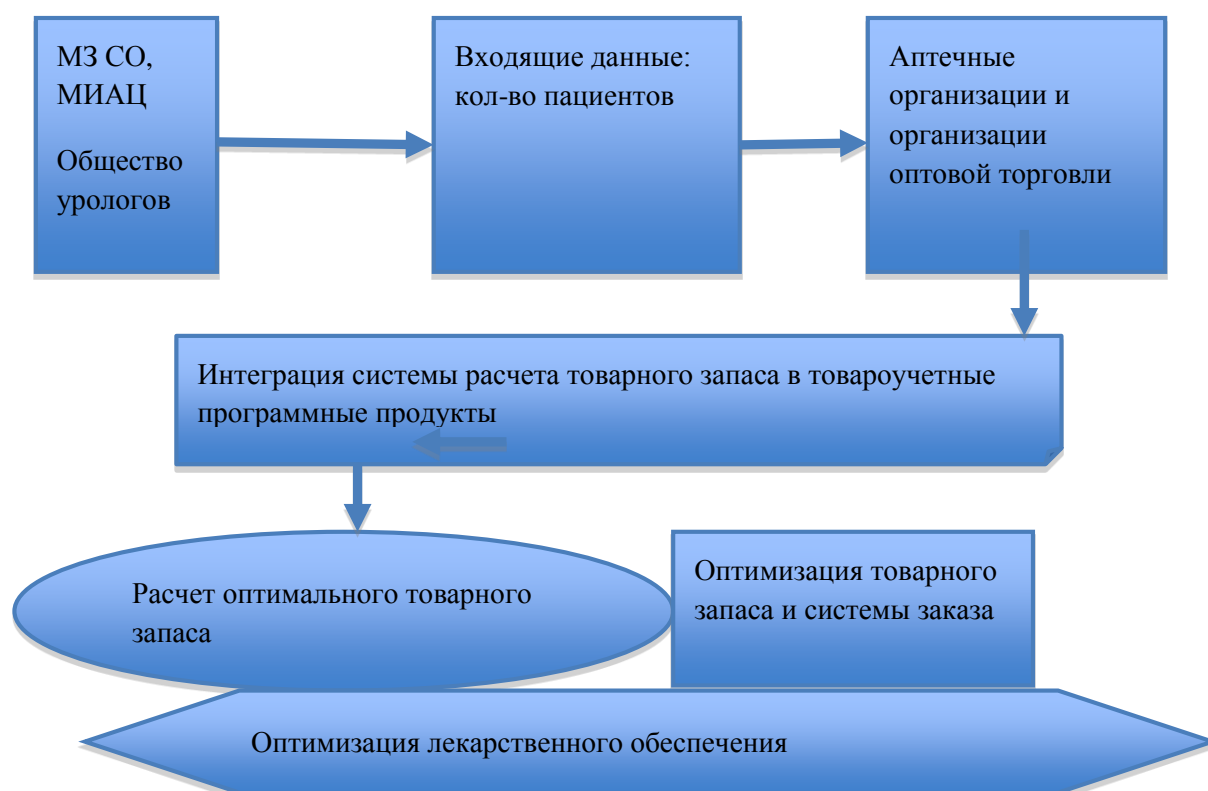 МЗ СО,
МИАЦ
Общество
урологов
Входящие данные:
кол-во пациентов
Аптечные
организации и
организации
оптовой торговли
Интеграция системы расчета товарного запаса в товароучетные
программные продукты
Расчет оптимального товарного
запаса
Оптимизация товарного
запаса и системы заказа
Оптимизация лекарственного обеспечения